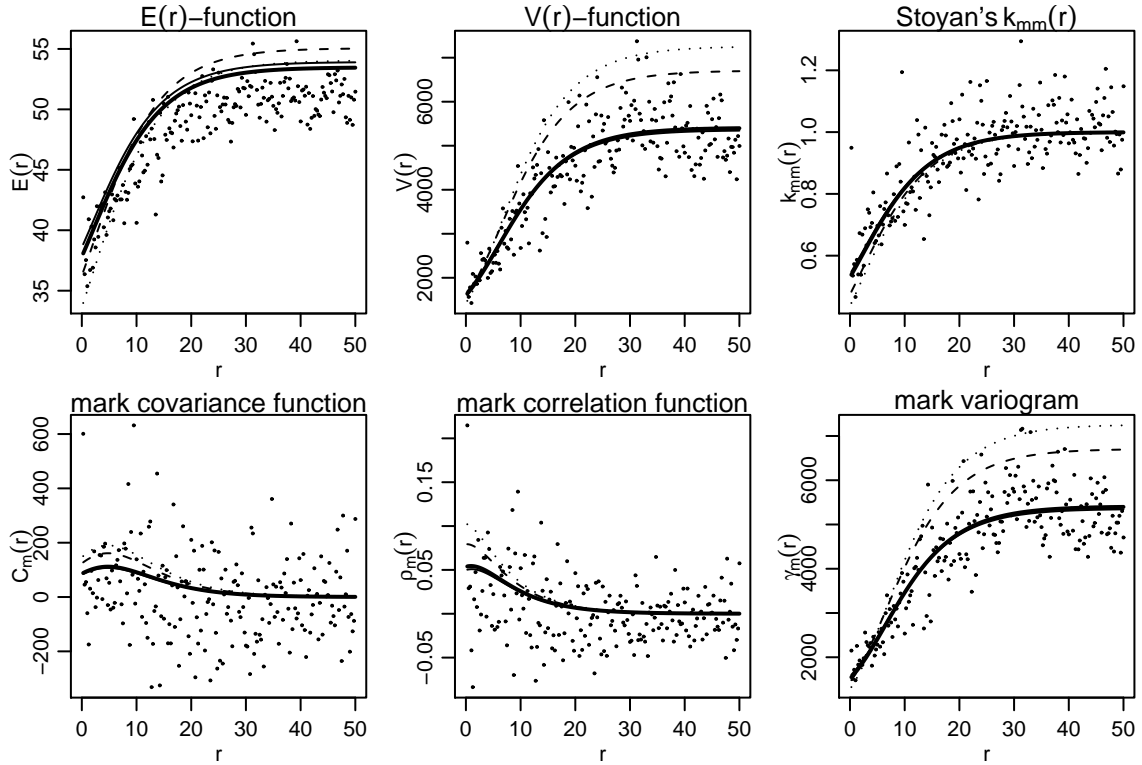 E(r)−function
V(r)−function
Stoyan's kmm(r)
E(r)
35 40 45 50 55
0 10 20 30 40 50
r
V(r)
2000 4000 6000
0 10 20 30 40 50
r
kmm(r)
0.6 0.8 1.0 1.2
0 10 20 30 40 50
r
mark covariance function
mark correlation function
mark variogram
Cm(r)
−200 0 200 400 600
0 10 20 30 40 50
r
ρm(r)
−0.05 0.05 0.15
0 10 20 30 40 50
r
γm(r)
2000 4000 6000
0 10 20 30 40 50
r